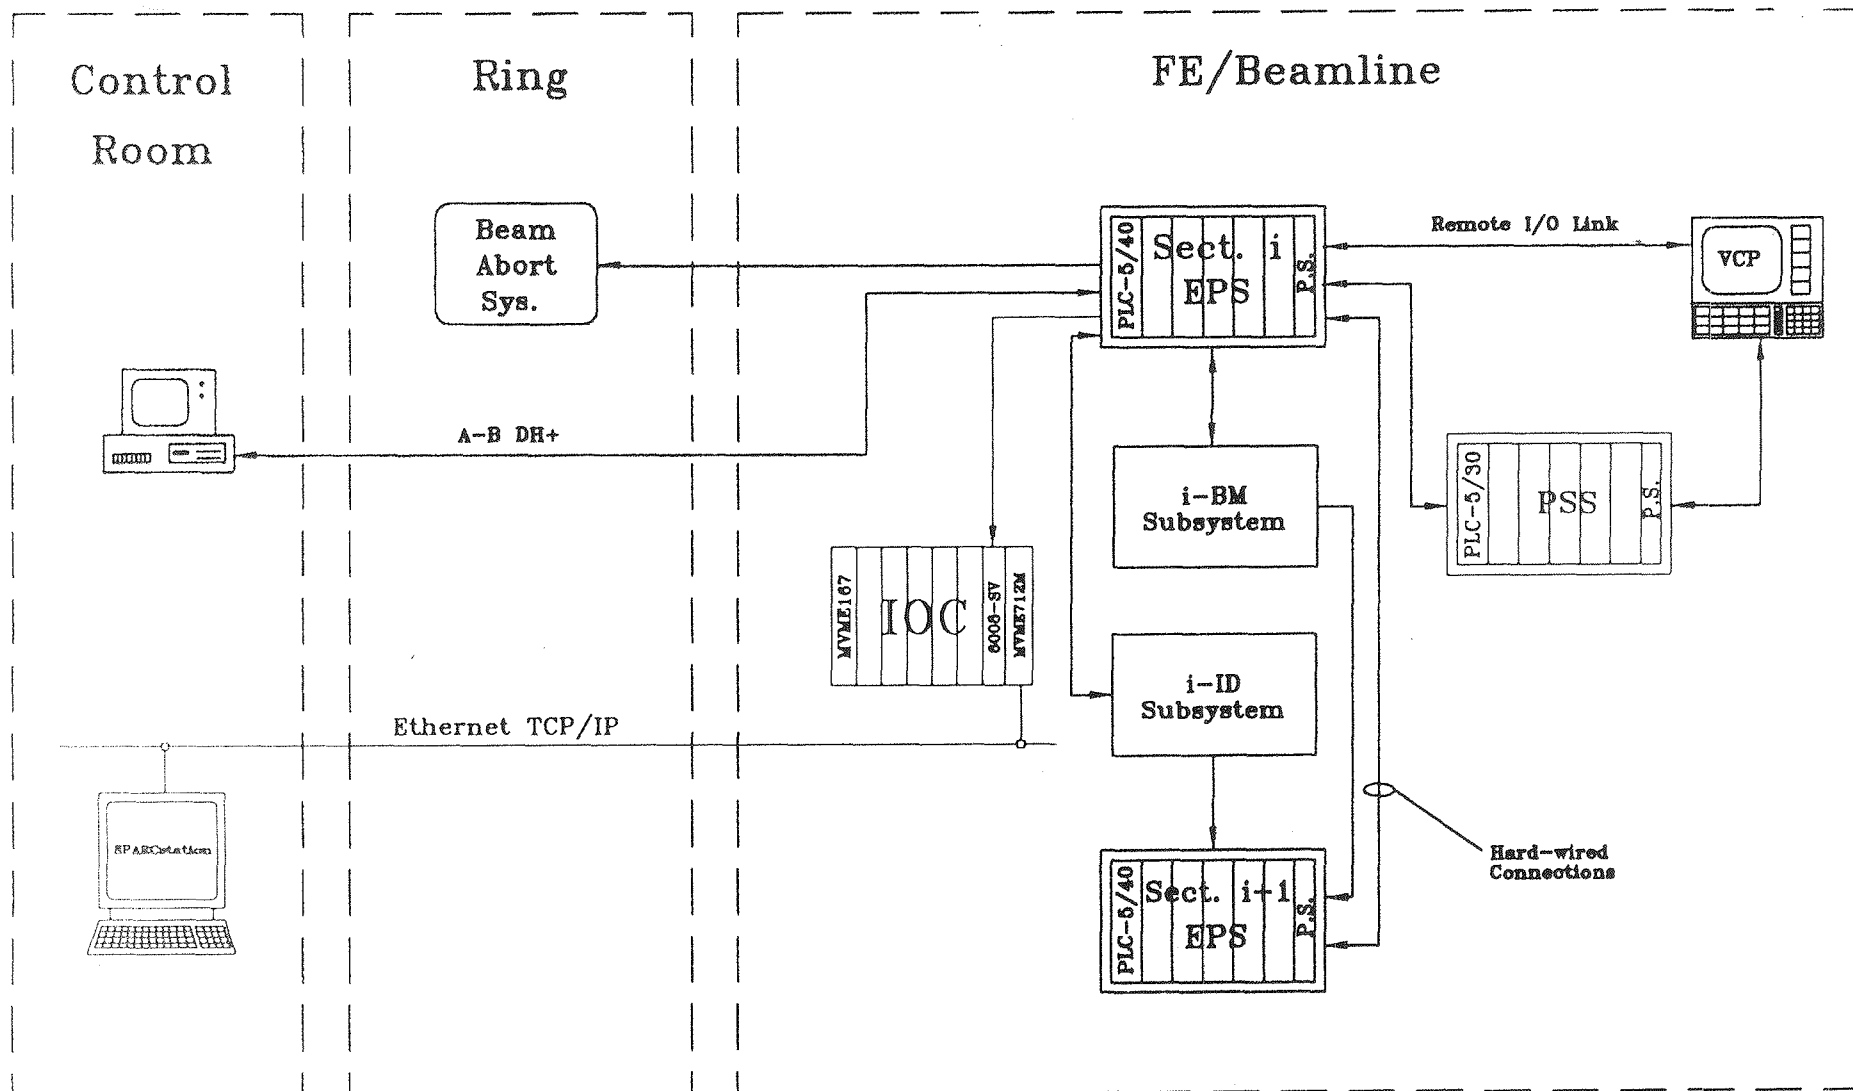 Control
Room
Ring
FE/Beamline
Beam
Abort
Sys.
PLC-5/40
Sect. i
EPS
P.S.
Remote I/O Link
VCP
A-B DH+
i-BM
Subsystem
PLC-5/30
PSS
P.S.
MVME167
IOC
6008-SV
MVME712M
i-ID
Subsystem
Ethernet TCP/IP
SPARCstation
Hard-wired
Connections
PLC-5/40
Sect. i+1
EPS
P.S.